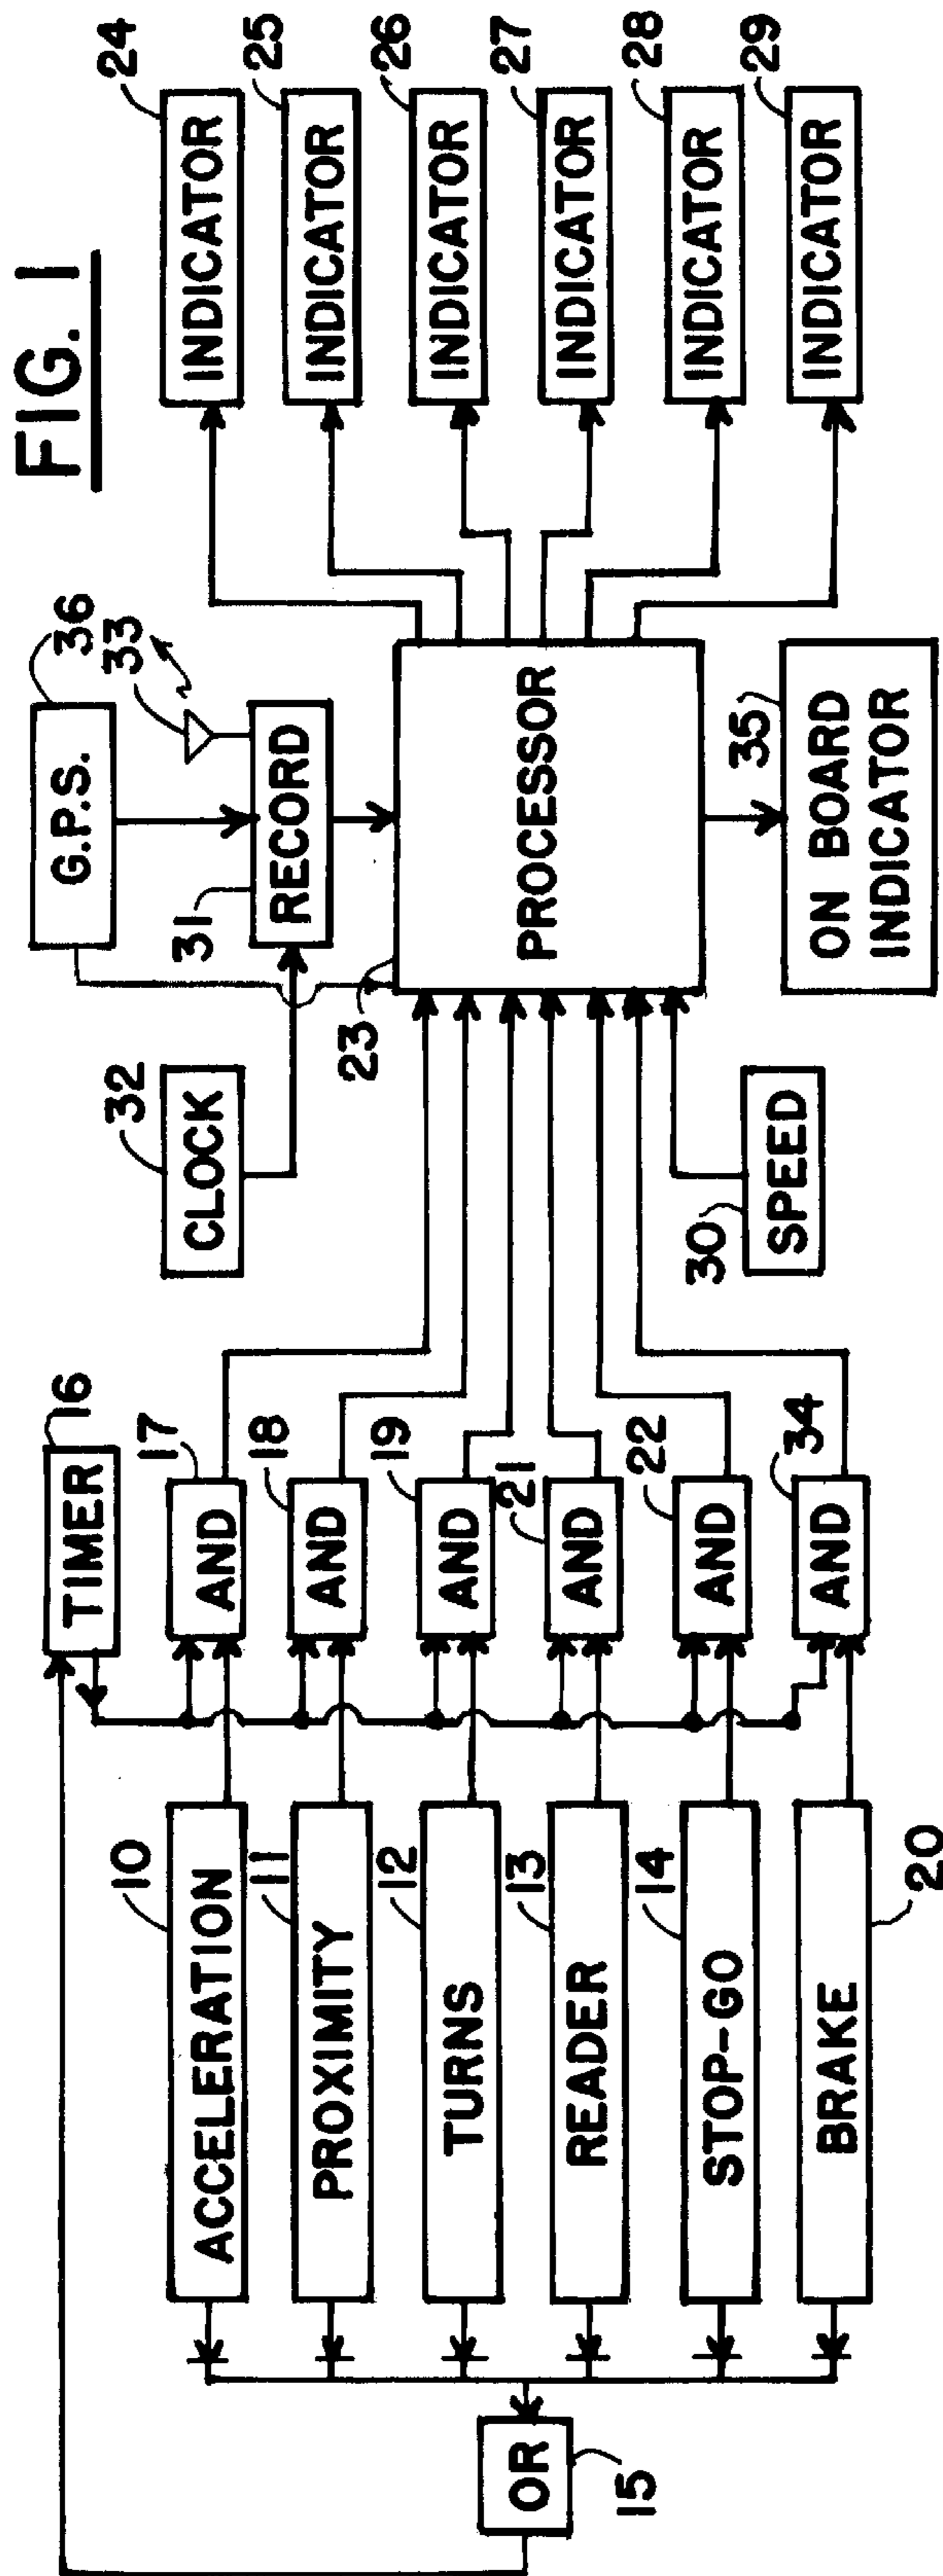 FIG. 1
TIMER
16
ACCELERATION
10
AND
17
PROXIMITY
11
AND
18
TURNS
12
AND
19
READER
13
AND
21
STOP-GO
14
AND
22
BRAKE
20
AND
34
OR
15
CLOCK
32
G.P.S.
36
33
RECORD
31
PROCESSOR
23
SPEED
30
ON BOARD
INDICATOR
35
INDICATOR
24
INDICATOR
25
INDICATOR
26
INDICATOR
27
INDICATOR
28
INDICATOR
29